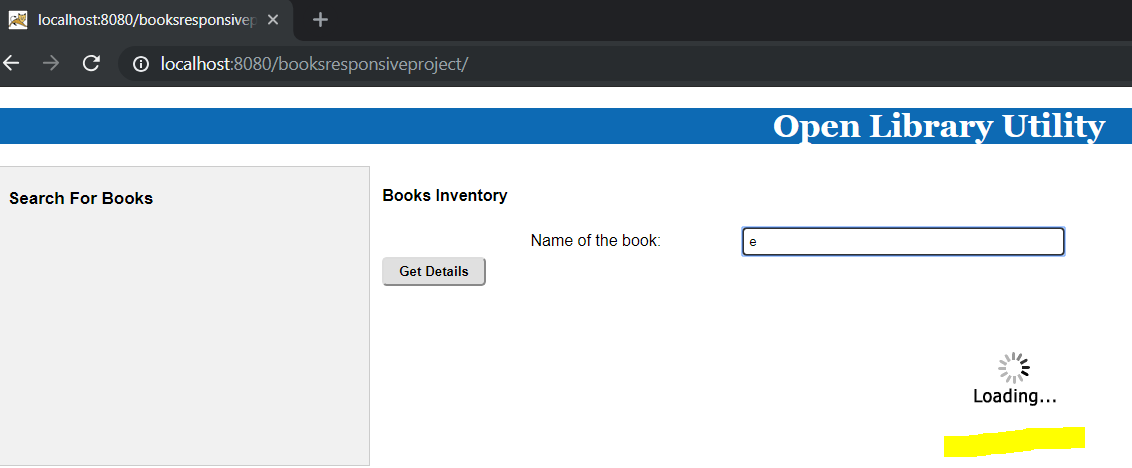 localhost:8080/booksresponsivep
localhost:8080/booksresponsiveproject/
Open Library Utility
Search For Books
Books Inventory
Name of the book: e
Get Details
Loading...